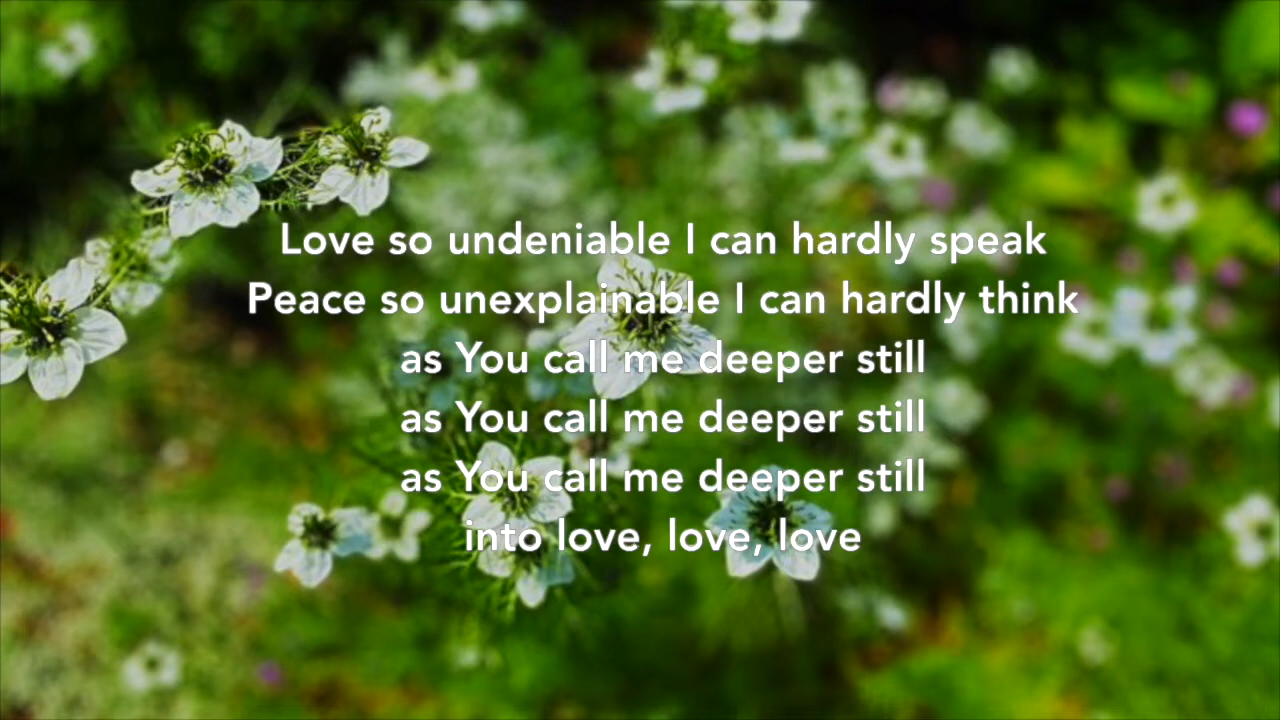 Love so undeniable I can hardly speak
Peace so unexplainable I can hardly think
as You call me deeper still
as You call me deeper still
as You call me deeper still
into love, love, love